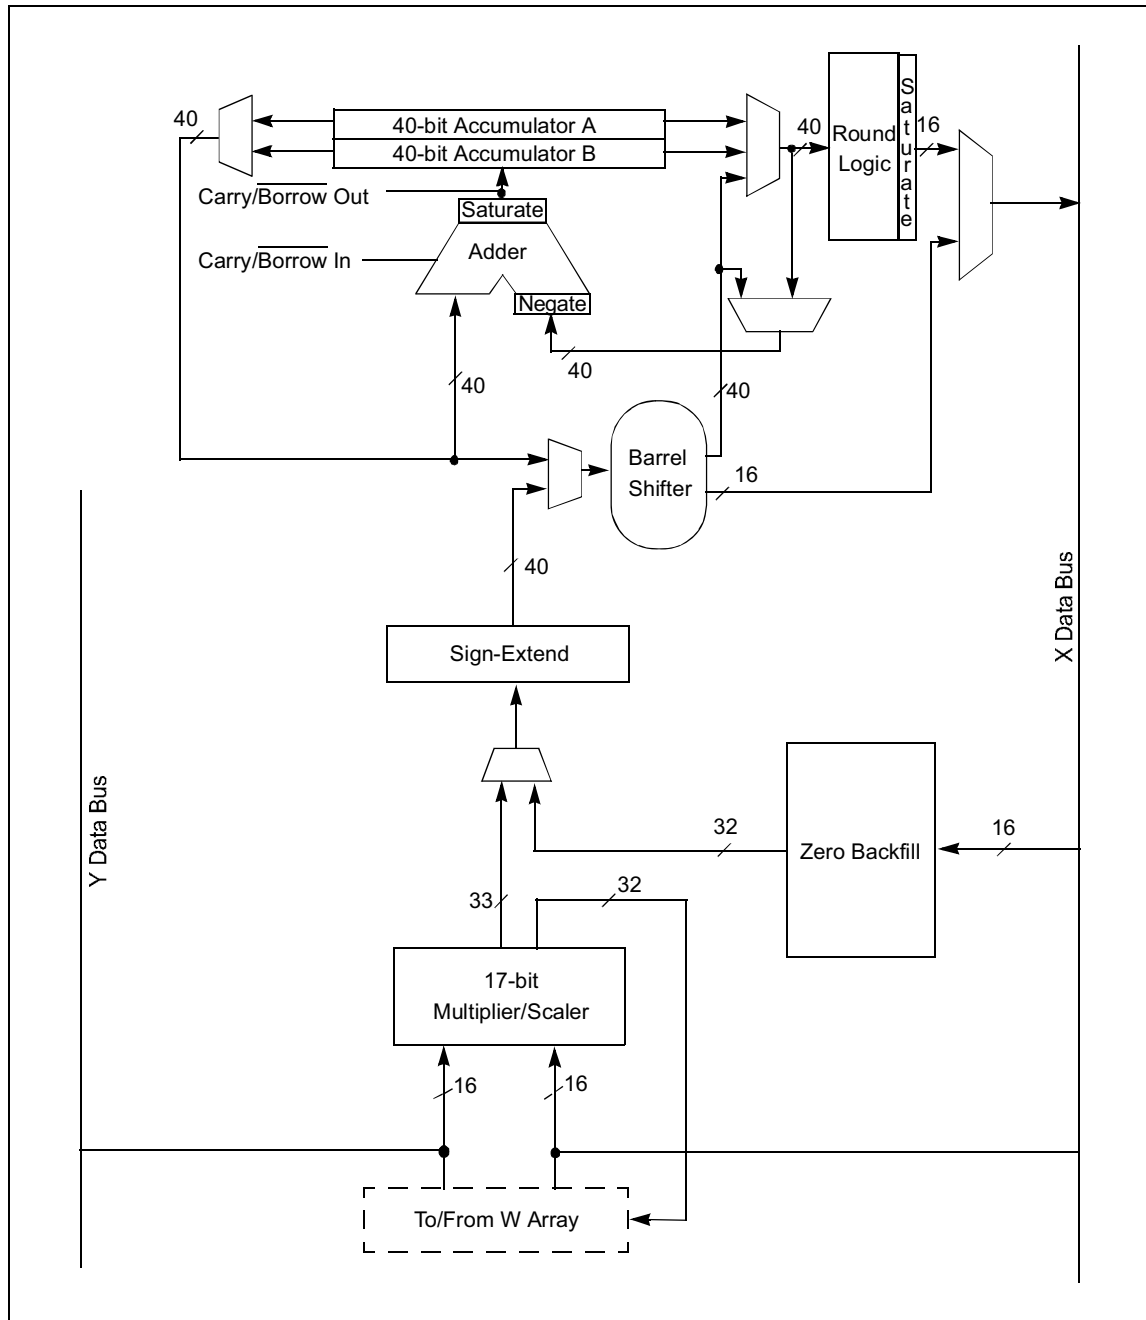 40
40-bit Accumulator A
40-bit Accumulator B
40
Round
Logic
Saturate
16
Carry/Borrow Out
Saturate
Carry/Borrow In
Adder
Negate
40
40
40
Barrel
Shifter
16
40
X Data Bus
Sign-Extend
Y Data Bus
32
Zero Backfill
16
33
32
17-bit
Multiplier/Scaler
16
16
To/From W Array